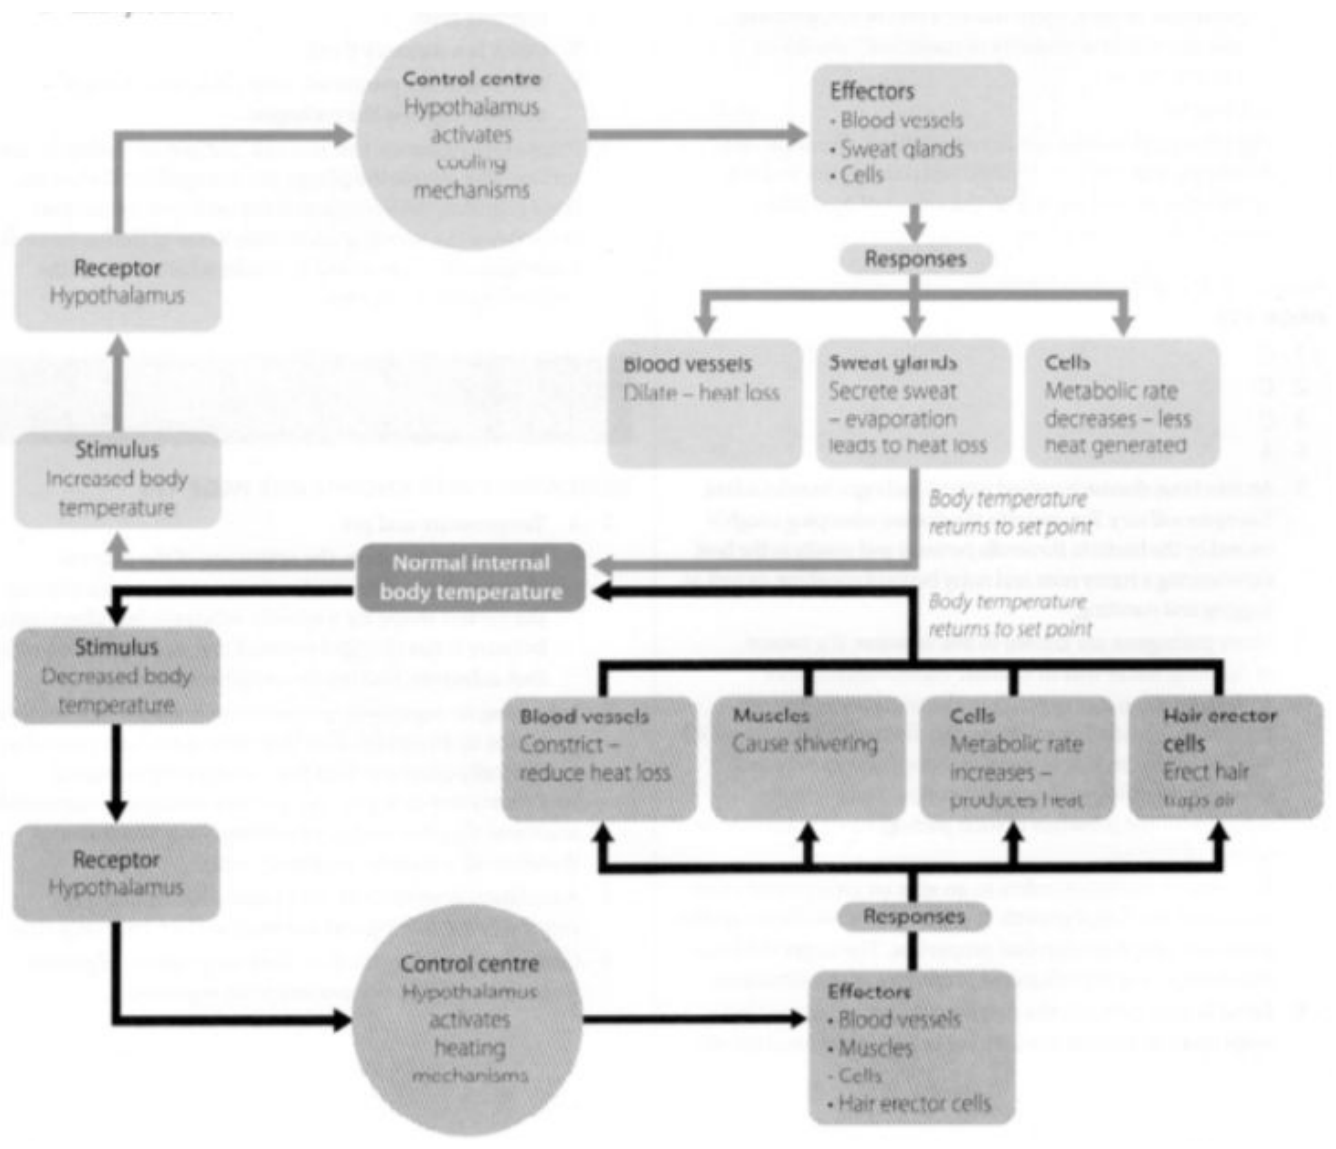 Control centre
Hypothalamus
activates
cooling
mechanisms
Effectors
• Blood vessels
• Sweat glands
• Cells
Receptor
Hypothalamus
Responses
Blood vessels
Dilate – heat loss
Sweat glands
Secrete sweat
– evaporation
leads to heat loss
Cells
Metabolic rate
decreases – less
heat generated
Stimulus
Increased body
temperature
Body temperature
returns to set point
Normal internal
body temperature
Body temperature
returns to set point
Stimulus
Decreased body
temperature
Blood vessels
Constrict –
reduce heat loss
Muscles
Cause shivering
Cells
Metabolic rate
increases –
produces heat
Hair erector
cells
Erect hair
traps air
Receptor
Hypothalamus
Responses
Control centre
Hypothalamus
activates
heating
mechanisms
Effectors
• Blood vessels
• Muscles
- Cells
• Hair erector cells